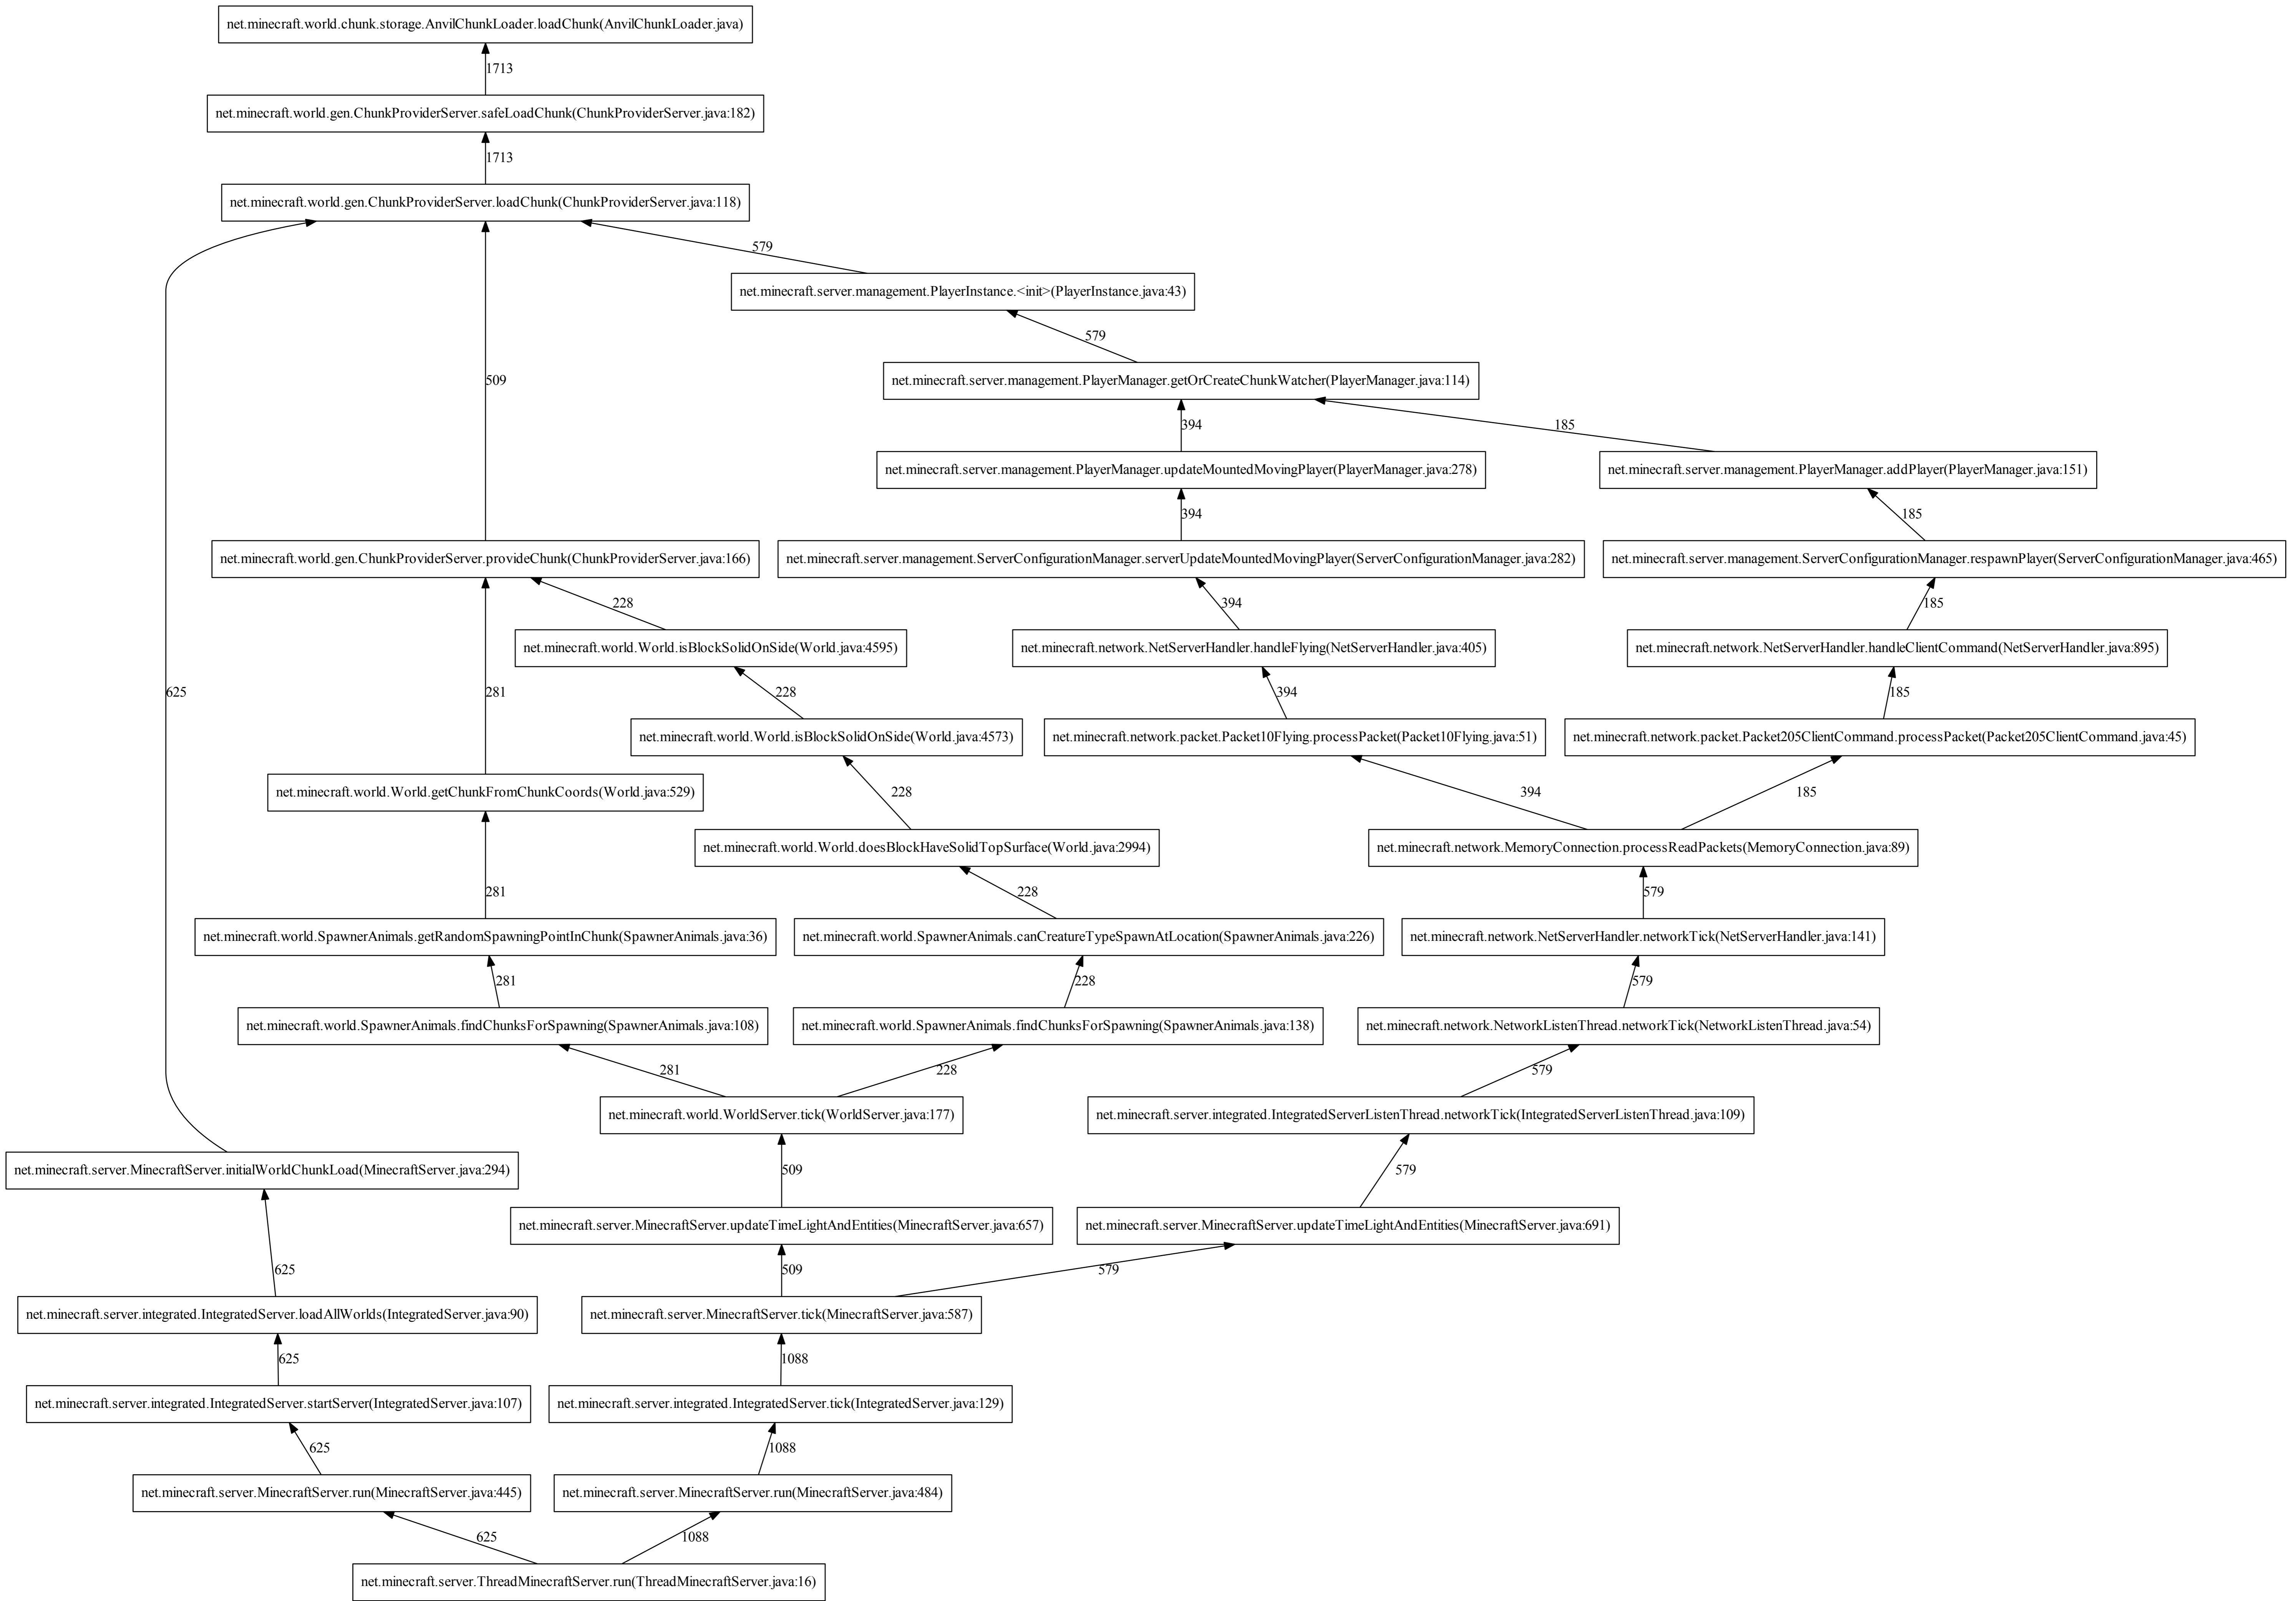 net.minecraft.world.chunk.storage.AnvilChunkLoader.loadChunk(AnvilChunkLoader.java)
1713
net.minecraft.world.gen.ChunkProviderServer.safeLoadChunk(ChunkProviderServer.java:182)
1713
net.minecraft.world.gen.ChunkProviderServer.loadChunk(ChunkProviderServer.java:118)
579
net.minecraft.server.management.PlayerInstance.<init>(PlayerInstance.java:43)
579
net.minecraft.server.management.PlayerManager.getOrCreateChunkWatcher(PlayerManager.java:114)
509
394
185
net.minecraft.server.management.PlayerManager.updateMountedMovingPlayer(PlayerManager.java:278)
net.minecraft.server.management.PlayerManager.addPlayer(PlayerManager.java:151)
394
185
net.minecraft.world.gen.ChunkProviderServer.provideChunk(ChunkProviderServer.java:166)
net.minecraft.server.management.ServerConfigurationManager.serverUpdateMountedMovingPlayer(ServerConfigurationManager.java:282)
net.minecraft.server.management.ServerConfigurationManager.respawnPlayer(ServerConfigurationManager.java:465)
228
394
185
net.minecraft.world.World.isBlockSolidOnSide(World.java:4595)
net.minecraft.network.NetServerHandler.handleFlying(NetServerHandler.java:405)
net.minecraft.network.NetServerHandler.handleClientCommand(NetServerHandler.java:895)
625
281
228
394
185
net.minecraft.world.World.isBlockSolidOnSide(World.java:4573)
net.minecraft.network.packet.Packet10Flying.processPacket(Packet10Flying.java:51)
net.minecraft.network.packet.Packet205ClientCommand.processPacket(Packet205ClientCommand.java:45)
net.minecraft.world.World.getChunkFromChunkCoords(World.java:529)
228
394
185
net.minecraft.world.World.doesBlockHaveSolidTopSurface(World.java:2994)
net.minecraft.network.MemoryConnection.processReadPackets(MemoryConnection.java:89)
281
228
579
net.minecraft.world.SpawnerAnimals.getRandomSpawningPointInChunk(SpawnerAnimals.java:36)
net.minecraft.world.SpawnerAnimals.canCreatureTypeSpawnAtLocation(SpawnerAnimals.java:226)
net.minecraft.network.NetServerHandler.networkTick(NetServerHandler.java:141)
281
228
579
net.minecraft.world.SpawnerAnimals.findChunksForSpawning(SpawnerAnimals.java:108)
net.minecraft.world.SpawnerAnimals.findChunksForSpawning(SpawnerAnimals.java:138)
net.minecraft.network.NetworkListenThread.networkTick(NetworkListenThread.java:54)
281
228
579
net.minecraft.world.WorldServer.tick(WorldServer.java:177)
net.minecraft.server.integrated.IntegratedServerListenThread.networkTick(IntegratedServerListenThread.java:109)
net.minecraft.server.MinecraftServer.initialWorldChunkLoad(MinecraftServer.java:294)
509
579
net.minecraft.server.MinecraftServer.updateTimeLightAndEntities(MinecraftServer.java:657)
net.minecraft.server.MinecraftServer.updateTimeLightAndEntities(MinecraftServer.java:691)
625
509
579
net.minecraft.server.integrated.IntegratedServer.loadAllWorlds(IntegratedServer.java:90)
net.minecraft.server.MinecraftServer.tick(MinecraftServer.java:587)
625
1088
net.minecraft.server.integrated.IntegratedServer.startServer(IntegratedServer.java:107)
net.minecraft.server.integrated.IntegratedServer.tick(IntegratedServer.java:129)
625
1088
net.minecraft.server.MinecraftServer.run(MinecraftServer.java:445)
net.minecraft.server.MinecraftServer.run(MinecraftServer.java:484)
625
1088
net.minecraft.server.ThreadMinecraftServer.run(ThreadMinecraftServer.java:16)